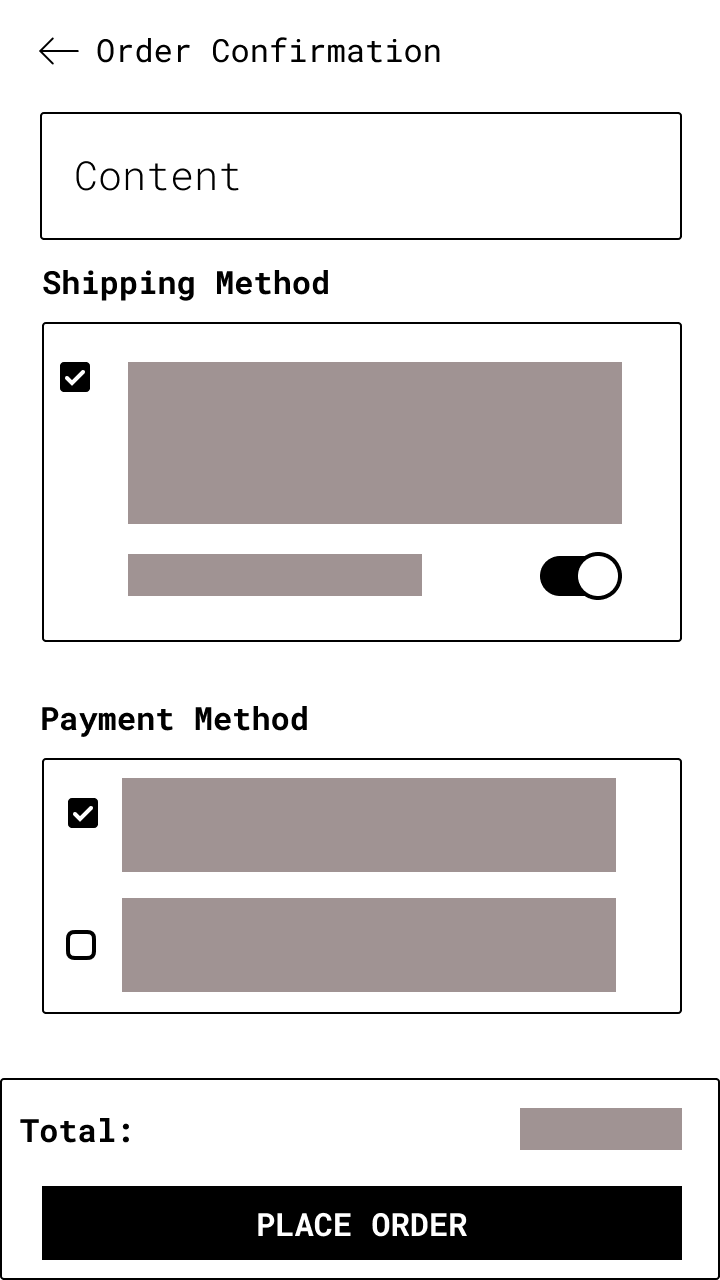 Order Confirmation
Content
Shipping Method
Payment Method
Total:
PLACE ORDER